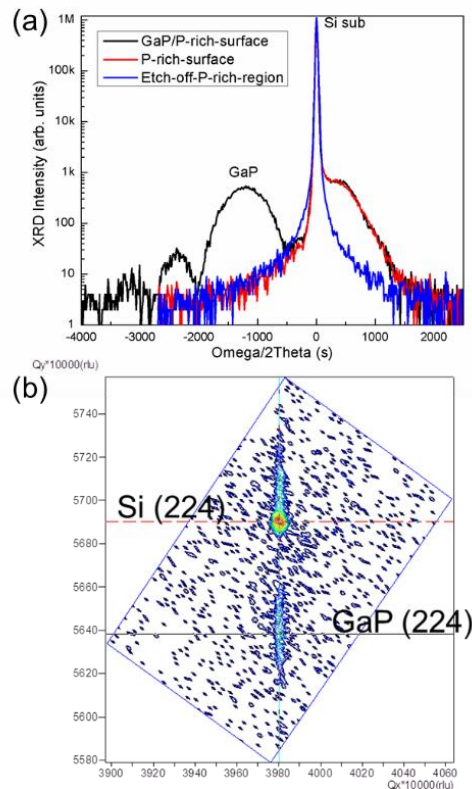 (a)
Si sub
GaP/P-rich-surface
P-rich-surface
Etch-off-P-rich-region
GaP
XRD Intensity (arb. units)
1M
100k
10k
1k
100
10
1
-4000 -3000 -2000 -1000 0 1000 2000
Omega/2Theta (s)
(b)
Qy*10000(rlu)
5740
5720
5700
5680
5660
5640
5620
5600
5580
Si (224)
GaP (224)
3900 3920 3940 3960 3980 4000 4020 4040 4060
Qx*10000(rlu)